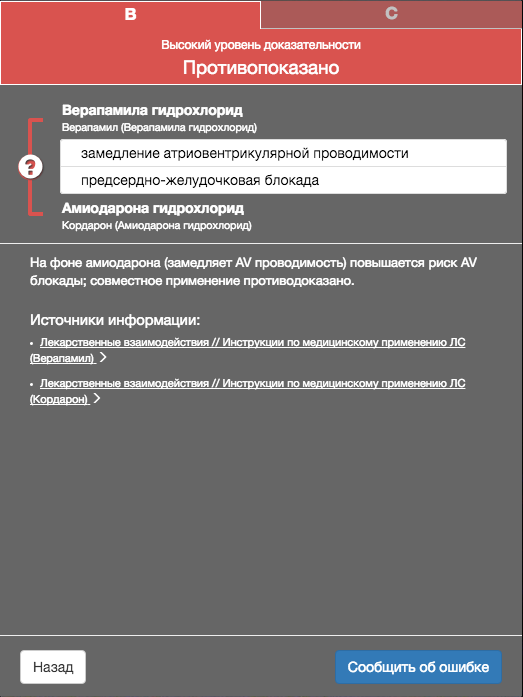 B
C
Высокий уровень доказательности
Противопоказано
Верапамила гидрохлорид
Верапамил (Верапамила гидрохлорид)
?
замедление атриовентрикулярной проводимости
предсердно-желудочковая блокада
Амиодарона гидрохлорид
Кордарон (Амиодарона гидрохлорид)
На фоне амиодарона (замедляет AV проводимость) повышается риск AV
блокады; совместное применение противодоказано.
Источники информации:
• Лекарственные взаимодействия // Инструкции по медицинскому применению ЛС
(Верапамил) >
• Лекарственные взаимодействия // Инструкции по медицинскому применению ЛС
(Кордарон) >
Назад
Сообщить об ошибке